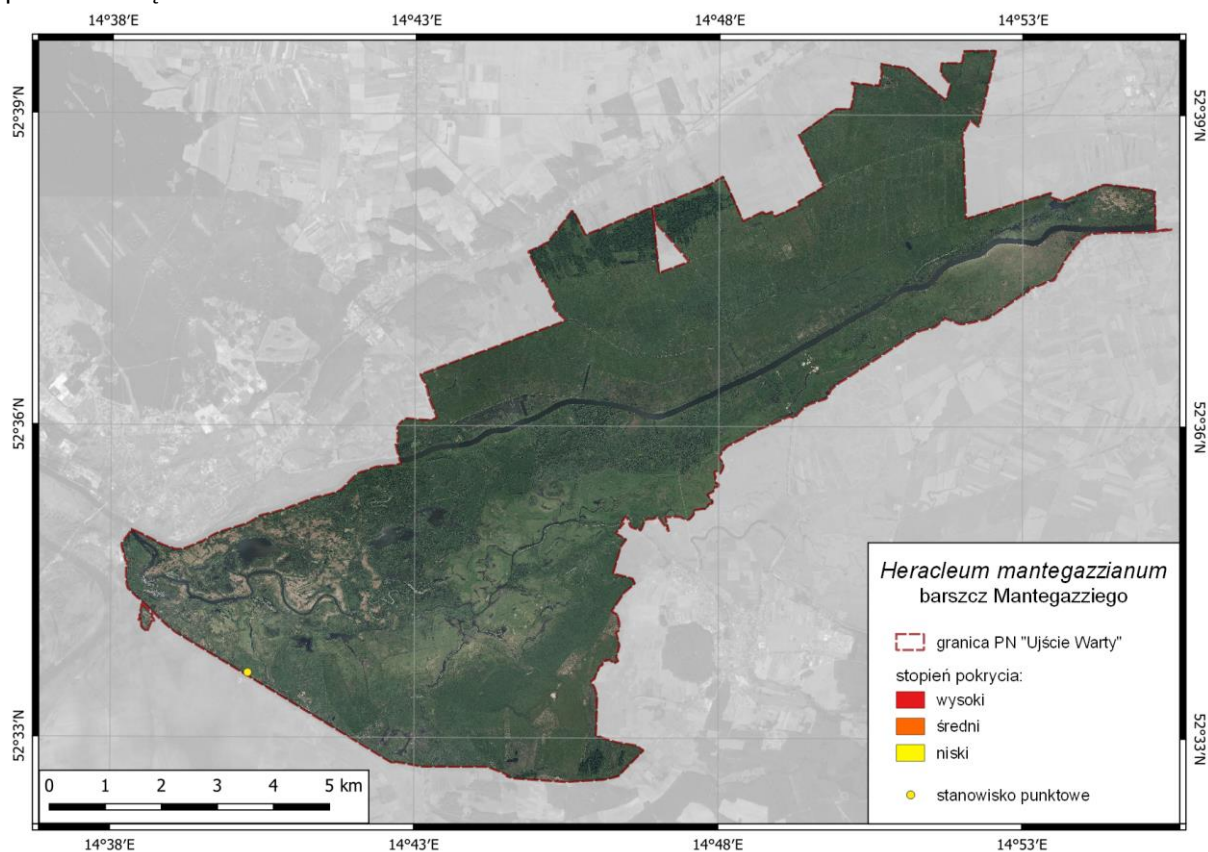 14°38′E 14°43′E 14°48′E 14°53′E
52°39′N 52°39′N
52°36′N 52°36′N
52°33′N 52°33′N
Heracleum mantegazzianum
barszcz Mantegazziego
granica PN "Ujście Warty"
stopień pokrycia:
wysoki
średni
niski
stanowisko punktowe
0 1 2 3 4 5 km
14°38′E 14°43′E 14°48′E 14°53′E